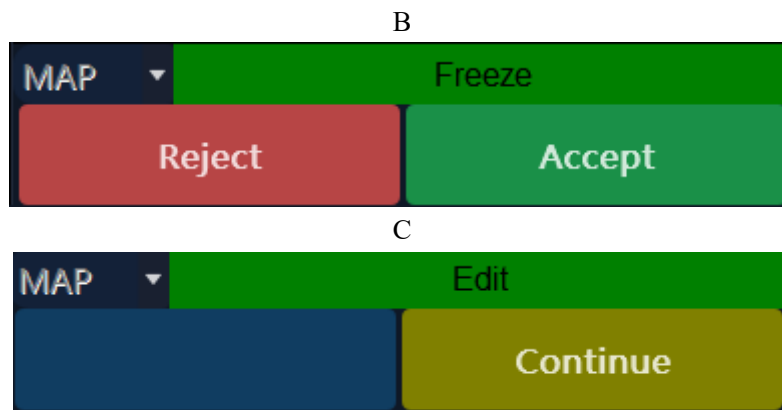 B
MAP Freeze
Reject Accept
C
MAP Edit
Continue